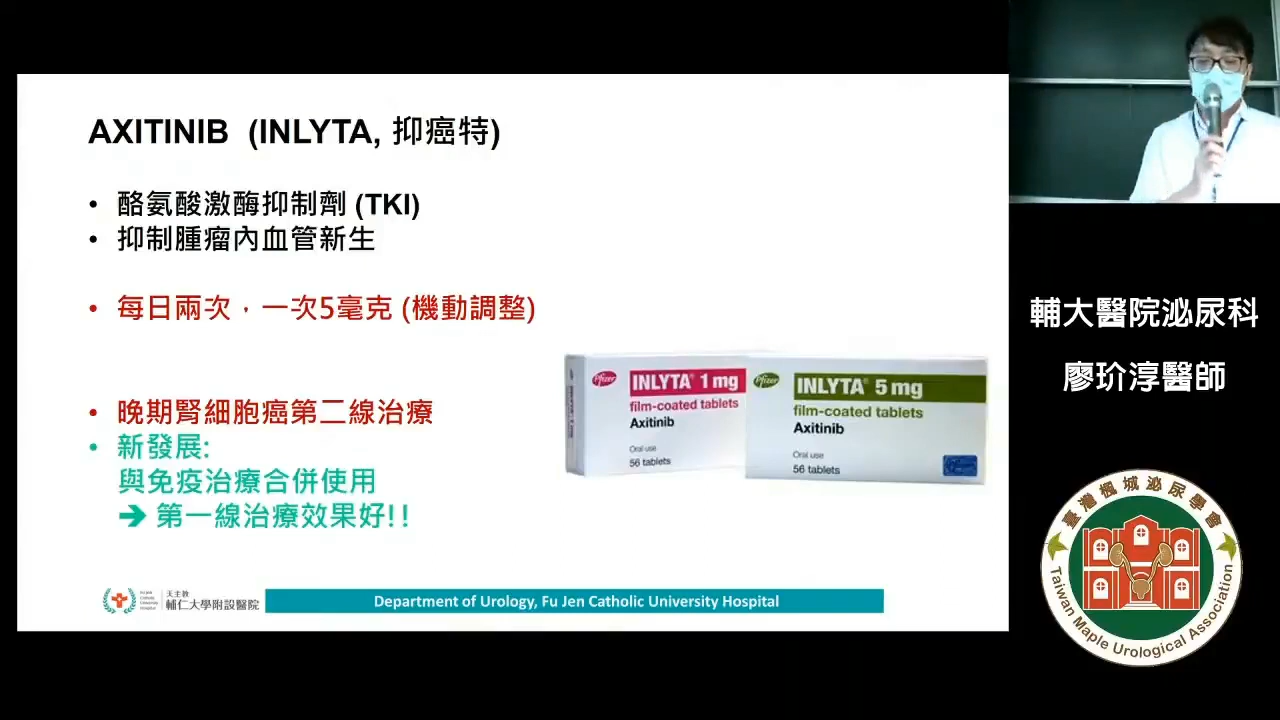 AXITINIB (INLYTA, 抑癌特)
• 酪氨酸激酶抑制劑 (TKI)
• 抑制腫瘤內血管新生
• 每日兩次，一次5毫克 (機動調整)
• 晚期腎細胞癌第二線治療
• 新發展:
與免疫治療合併使用
➔ 第一線治療效果好!!
Pfizer
INLYTA® 1 mg
film-coated tablets
Axitinib
Oral use
56 tablets
Pfizer
INLYTA® 5 mg
film-coated tablets
Axitinib
Oral use
56 tablets
Fu Jen
Catholic
University
Hospital
天主教
輔仁大學附設醫院
Department of Urology, Fu Jen Catholic University Hospital
輔大醫院泌尿科
廖玠淳醫師
臺灣楓城泌尿學會
Taiwan Maple Urological Association